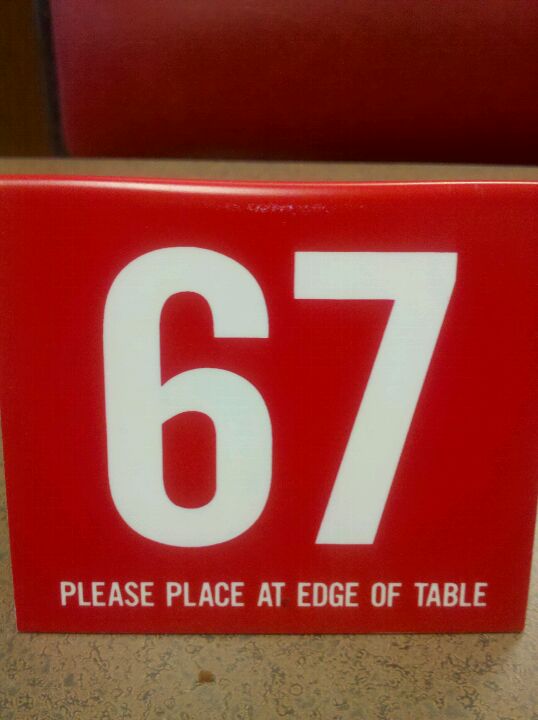 67
PLEASE PLACE AT EDGE OF TABLE